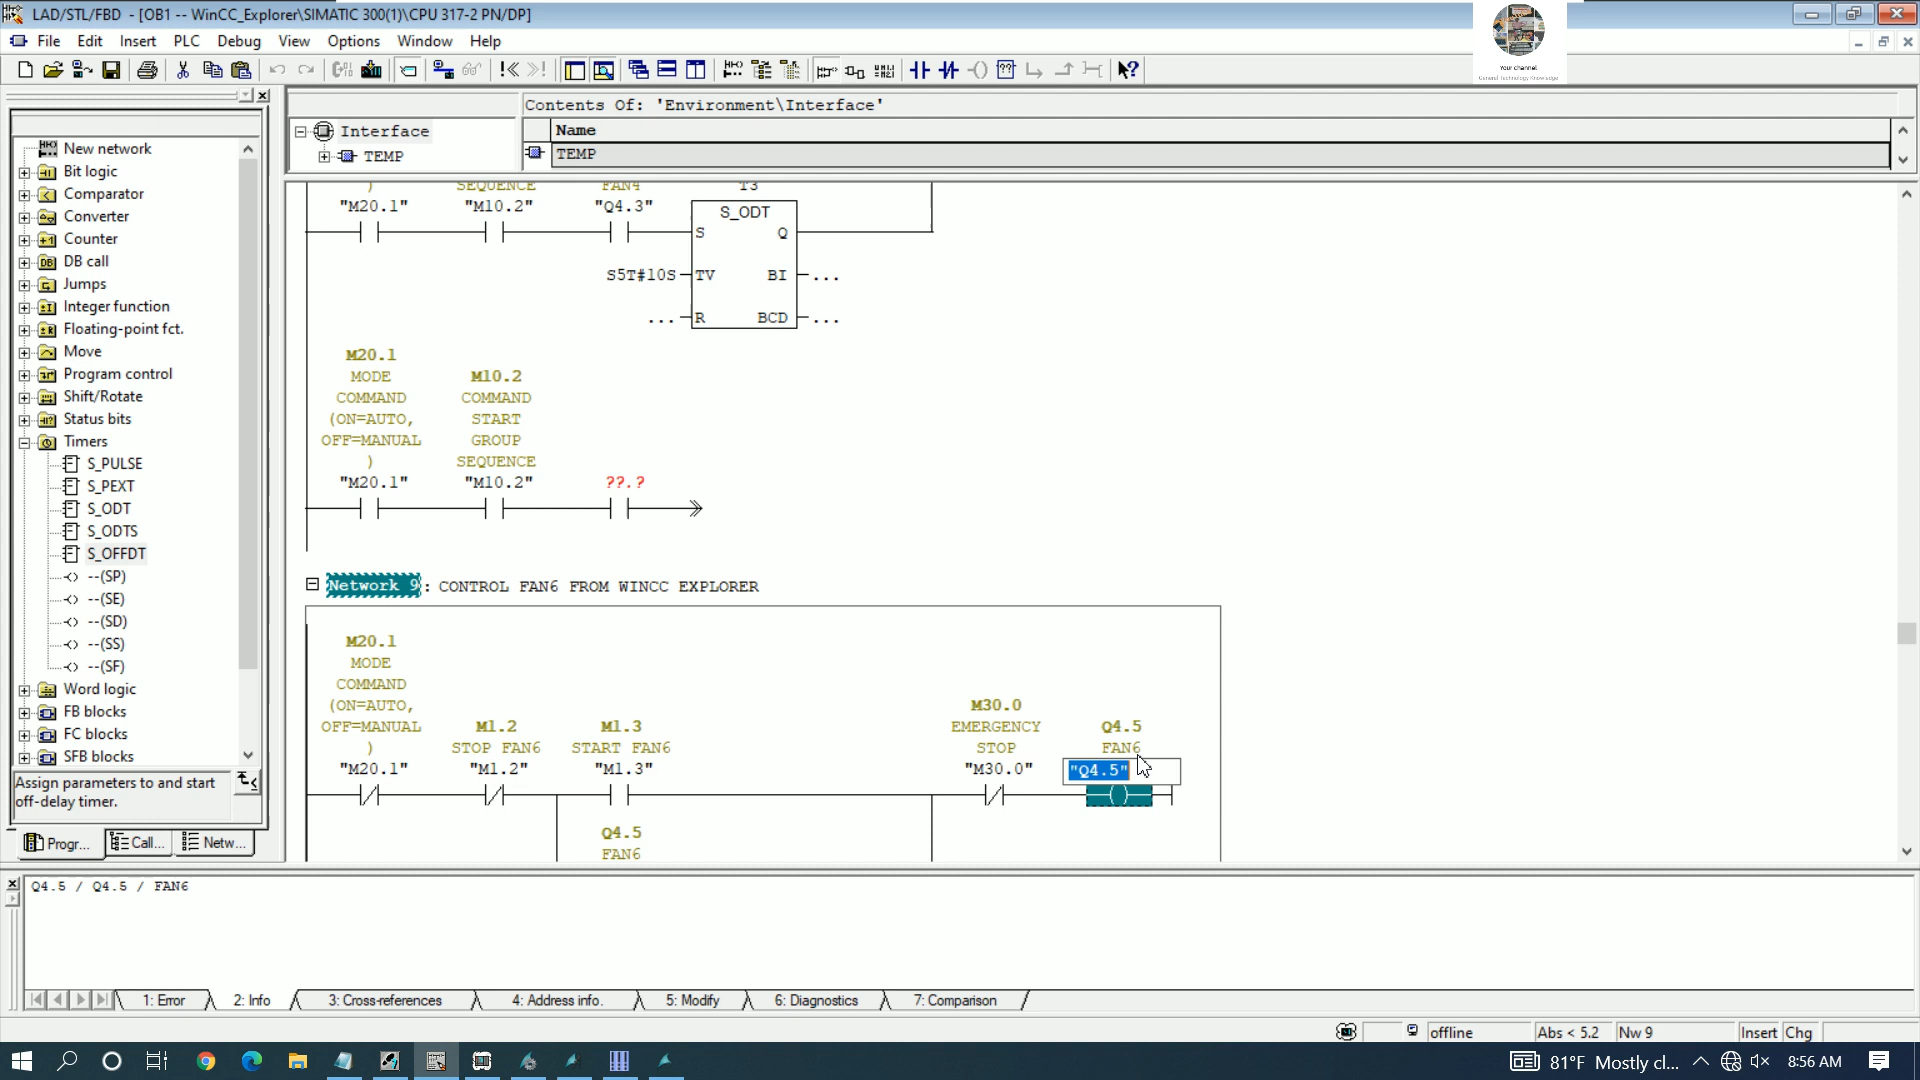 LAD/STL/FBD - [OB1 -- WinCC_Explorer\SIMATIC 300(1)\CPU 317-2 PN/DP]
File Edit Insert PLC Debug View Options Window Help
Your channel
General Technology Knowledge
Contents Of: 'Environment\Interface'
Interface
TEMP
Name
TEMP
New network
Bit logic
Comparator
Converter
Counter
DB call
Jumps
Integer function
Floating-point fct.
Move
Program control
Shift/Rotate
Status bits
Timers
S_PULSE
S_PEXT
S_ODT
S_ODTS
S_OFFDT
--(SP)
--(SE)
--(SD)
--(SS)
--(SF)
Word logic
FB blocks
FC blocks
SFB blocks
Assign parameters to and start
off-delay timer.
Progr... Call... Netw...
) SEQUENCE FAN4 T3
"M20.1" "M10.2" "Q4.3" S_ODT
S Q
S5T#10S TV BI ...
... R BCD ...
M20.1
MODE M10.2
COMMAND COMMAND
(ON=AUTO, START
OFF=MANUAL GROUP
) SEQUENCE
"M20.1" "M10.2" ??.?
Network 9: CONTROL FAN6 FROM WINCC EXPLORER
M20.1
MODE
COMMAND
(ON=AUTO, M30.0
OFF=MANUAL M1.2 M1.3 EMERGENCY Q4.5
) STOP FAN6 START FAN6 STOP FAN6
"M20.1" "M1.2" "M1.3" "M30.0" "Q4.5"
Q4.5
FAN6
Q4.5 / Q4.5 / FAN6
1: Error 2: Info 3: Cross-references 4: Address info. 5: Modify 6: Diagnostics 7: Comparison
offline Abs < 5.2 Nw 9 Insert Chg
81°F Mostly cl... 8:56 AM